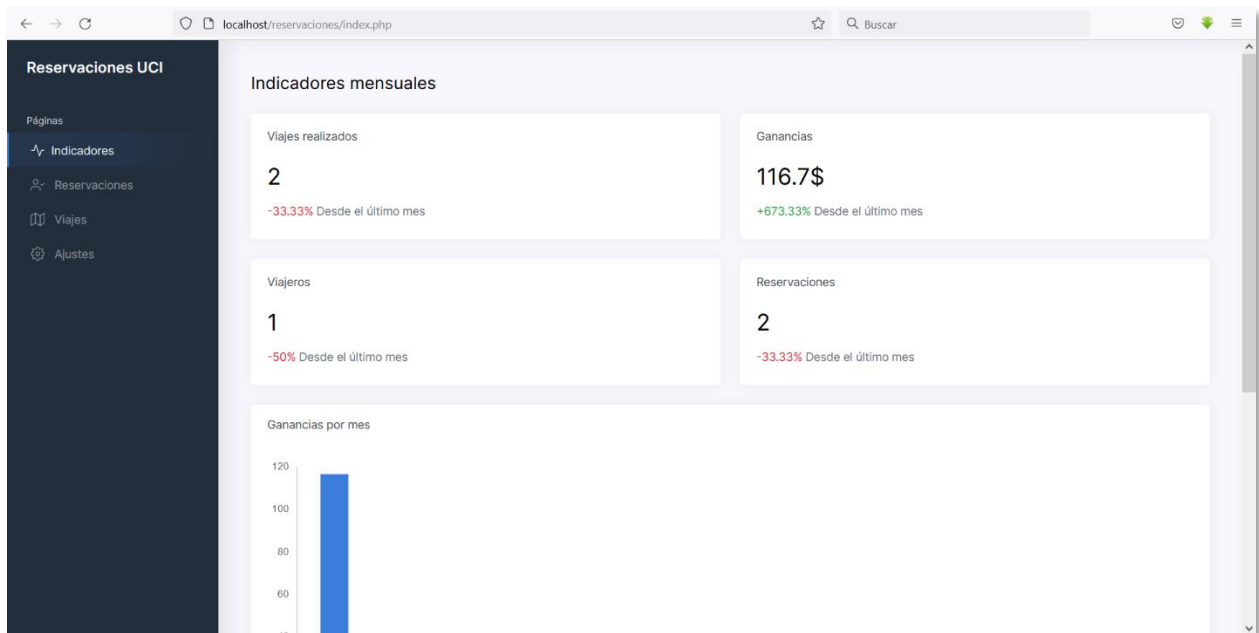 localhost/reservaciones/index.php
Buscar
Reservaciones UCI
Páginas
Indicadores
Reservaciones
Viajes
Ajustes
Indicadores mensuales
Viajes realizados
2
-33.33% Desde el último mes
Ganancias
116.7$
+673.33% Desde el último mes
Viajeros
1
-50% Desde el último mes
Reservaciones
2
-33.33% Desde el último mes
Ganancias por mes
120
100
80
60